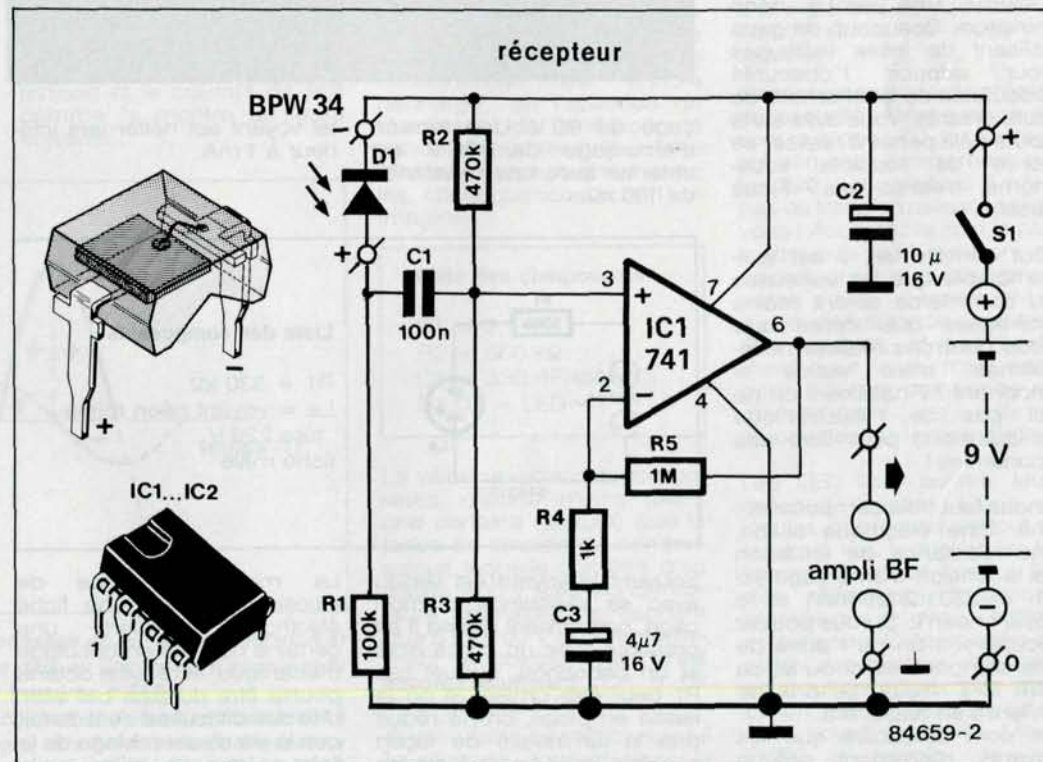 récepteur
BPW 34
D1
R2
470k
C1
100n
C2
10 µ
16 V
S1
3
7
IC1
741
6
2
4
R5
1M
R4
1k
C3
4µ7
16 V
R1
100k
R3
470k
9 V
ampli BF
0
IC1...IC2
1
84659-2